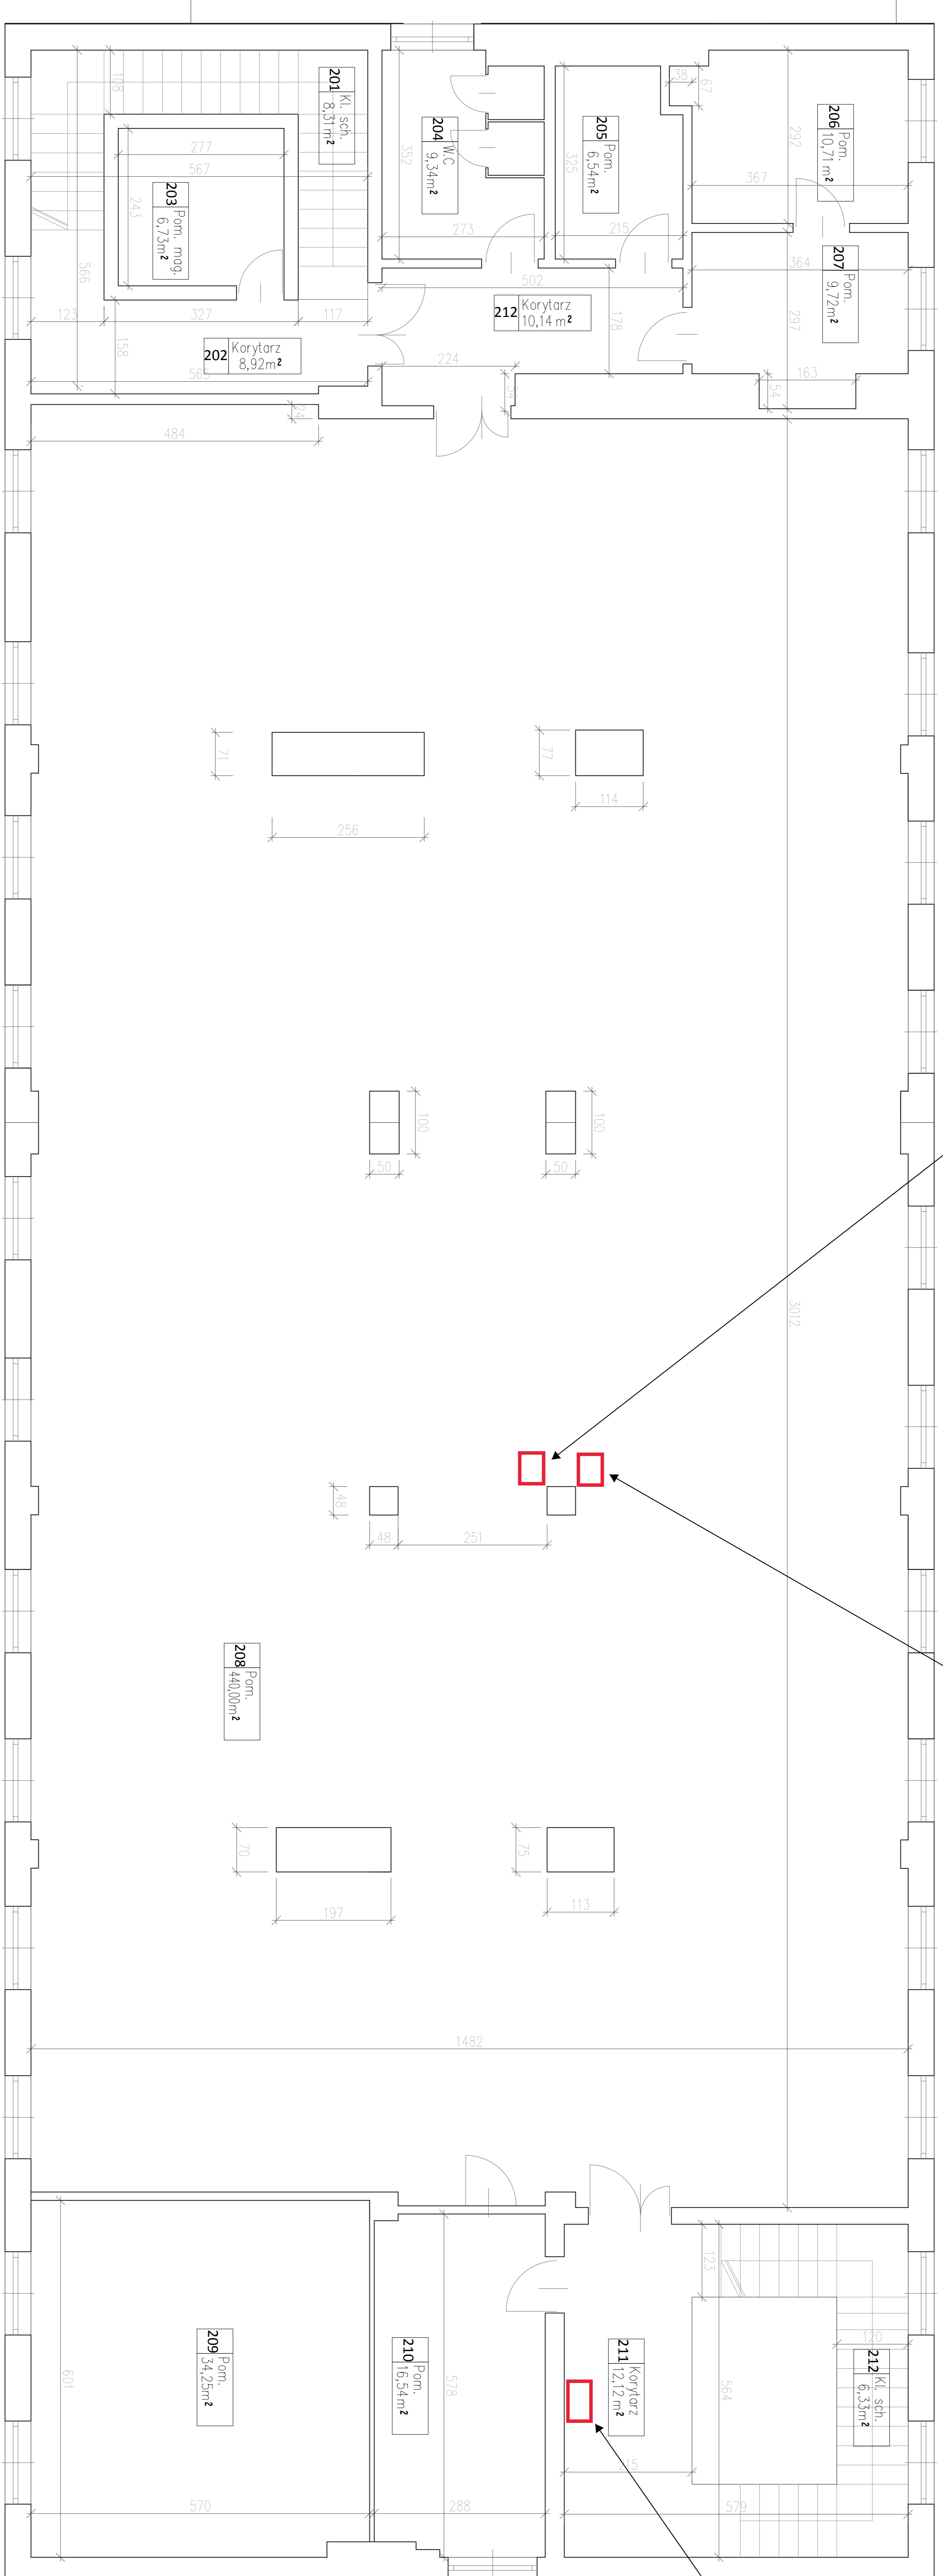 108
201 Kl. sch.
8,31 m²
277
567
203 Pom. mag.
6,73m²
243
566
123
327
117
158
202 Korytarz
8,92m²
565
24
484
352
204 W.C
9,34m²
273
205 Pom.
6,54m²
325
215
38
67
206 Pom.
10,71 m²
292
367
364
207 Pom.
9,72m²
297
502
212 Korytarz
10,14 m²
178
224
54
163
54
71
256
77
114
100
50
100
50
3012
48
48
251
208 Pom.
440,00m²
70
197
75
113
1482
123
120
212 Kl. sch.
6,33m²
211 Korytarz
12,12 m²
564
215
579
210 Pom.
16,54m²
578
288
209 Pom.
34,25m²
601
570